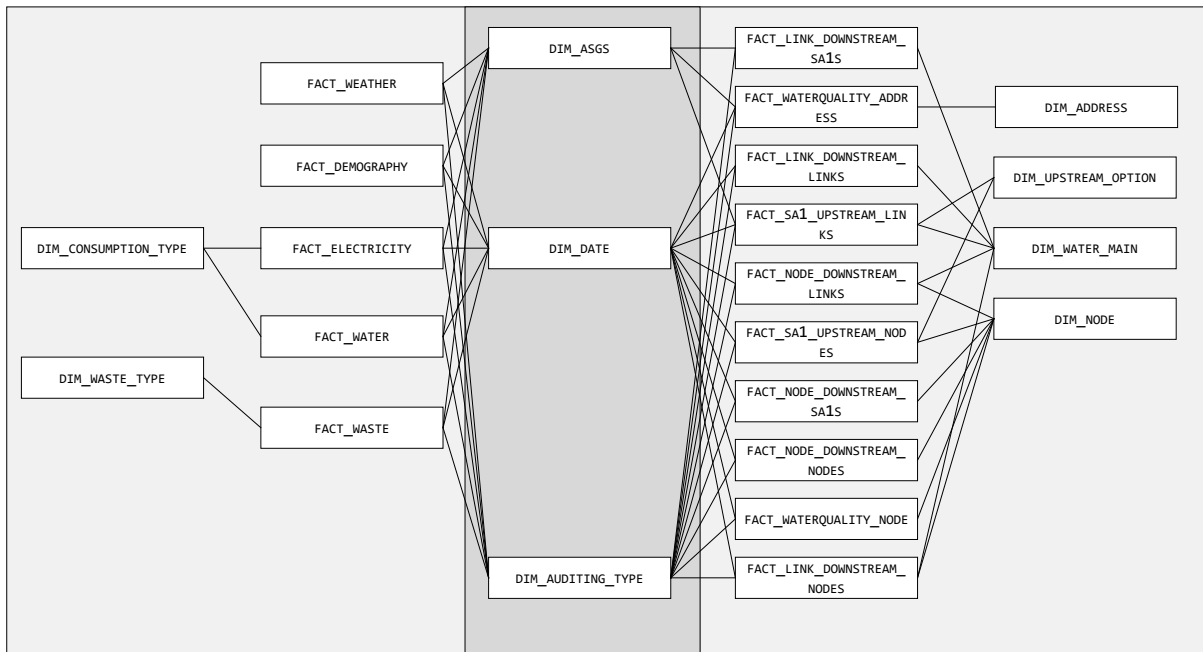 DIM_CONSUMPTION_TYPE
DIM_WASTE_TYPE
FACT_WEATHER
FACT_DEMOGRAPHY
FACT_ELECTRICITY
FACT_WATER
FACT_WASTE
DIM_ASGS
DIM_DATE
DIM_AUDITING_TYPE
FACT_LINK_DOWNSTREAM_
SA1S
FACT_WATERQUALITY_ADDR
ESS
FACT_LINK_DOWNSTREAM_
LINKS
FACT_SA1_UPSTREAM_LIN
KS
FACT_NODE_DOWNSTREAM_
LINKS
FACT_SA1_UPSTREAM_NOD
ES
FACT_NODE_DOWNSTREAM_
SA1S
FACT_NODE_DOWNSTREAM_
NODES
FACT_WATERQUALITY_NODE
FACT_LINK_DOWNSTREAM_
NODES
DIM_ADDRESS
DIM_UPSTREAM_OPTION
DIM_WATER_MAIN
DIM_NODE